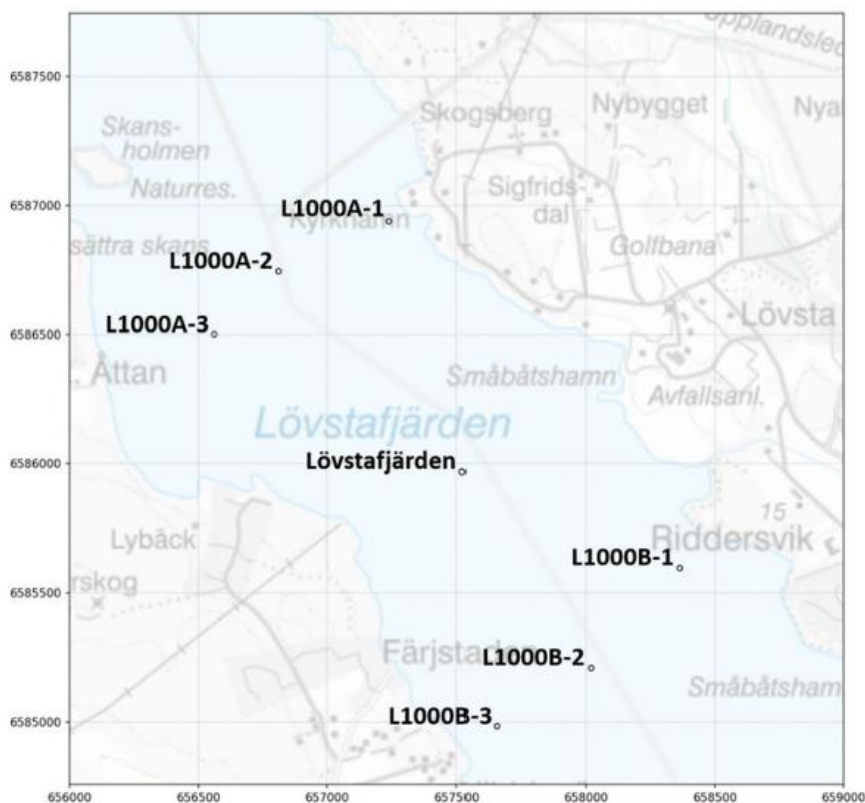 Upplandsled
6587500
Skogsberg
Nybygget
Nya
Skans-
holmen
Naturres.
Sigfrids-
dal
6587000
L1000A-1
Kyrkhamn
sättra skans
L1000A-2
Golfbana
6586500
L1000A-3
Lövsta
Åttan
Småbåtshamn
Avfallsanl.
Lövstafjärden
6586000
Lövstafjärden
15
Lybäck
Riddersvik
L1000B-1
rskog
6585500
Färjstaden
L1000B-2
Småbåtsham
6585000
L1000B-3
656000
656500
657000
657500
658000
658500
659000